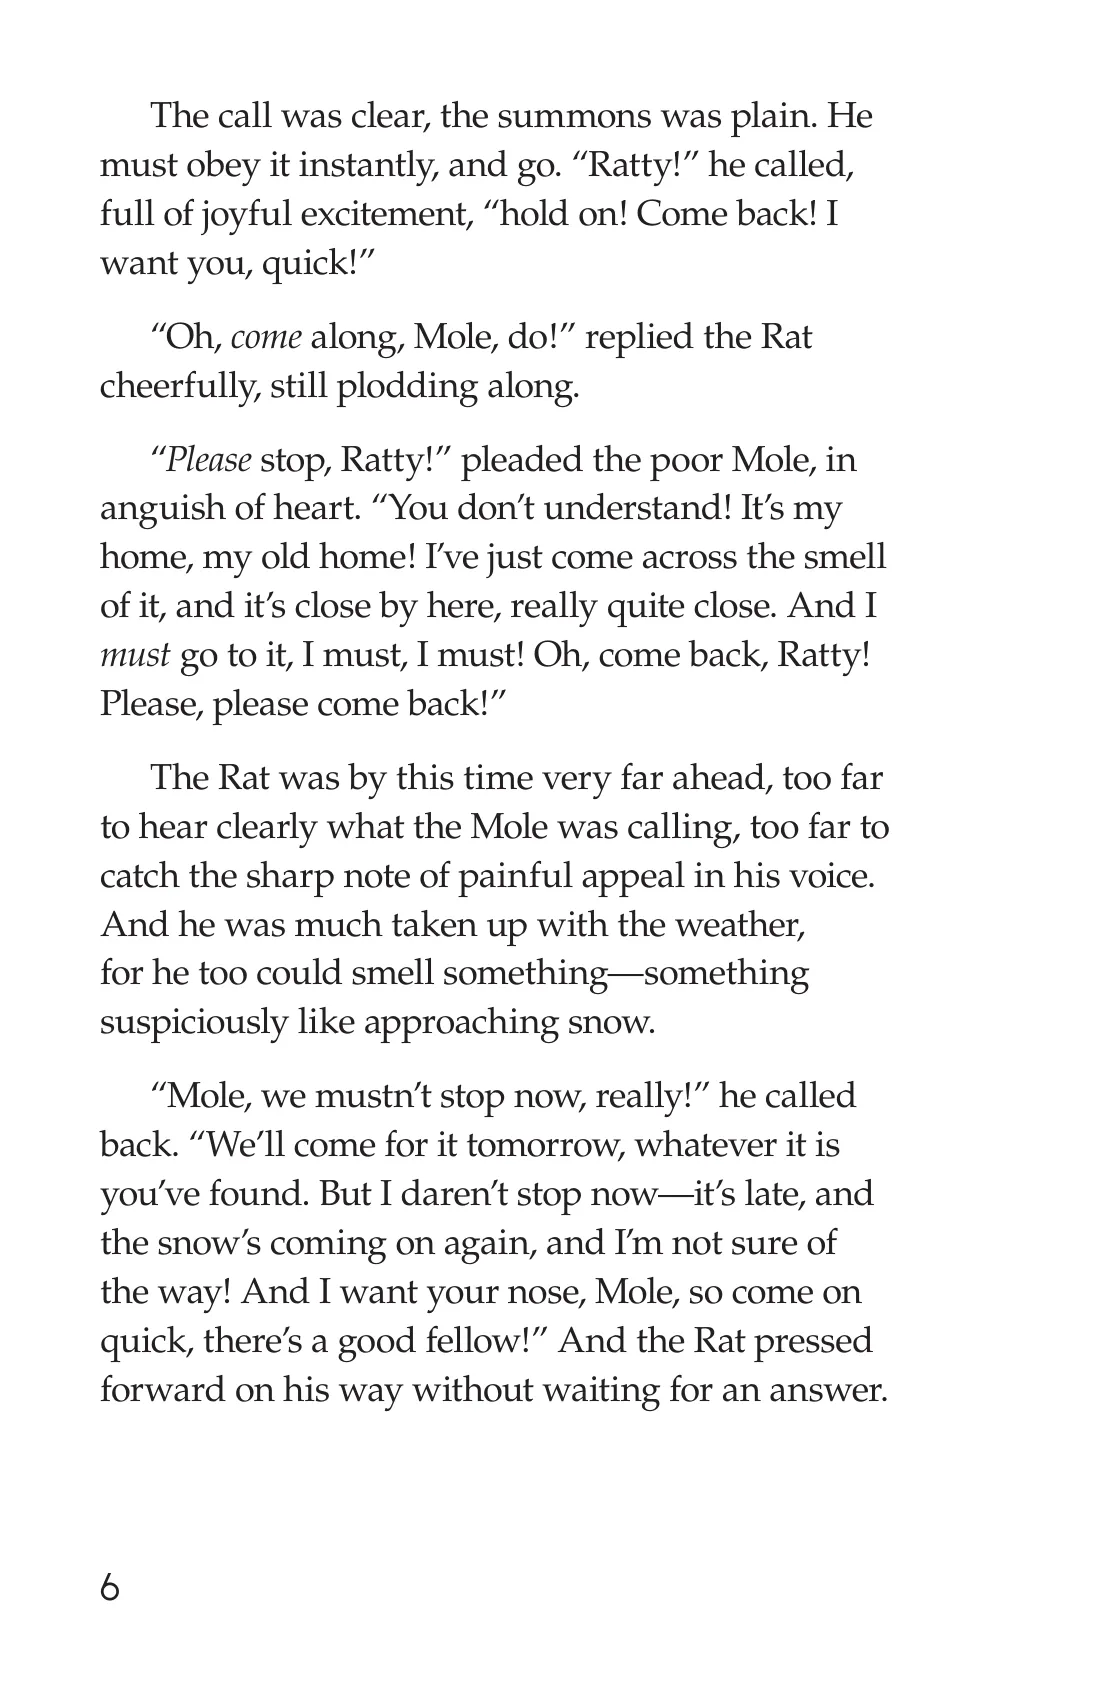 The call was clear, the summons was plain. He
must obey it instantly, and go. “Ratty!” he called,
full of joyful excitement, “hold on! Come back! I
want you, quick!”
“Oh, come along, Mole, do!” replied the Rat
cheerfully, still plodding along.
“Please stop, Ratty!” pleaded the poor Mole, in
anguish of heart. “You don’t understand! It’s my
home, my old home! I’ve just come across the smell
of it, and it’s close by here, really quite close. And I
must go to it, I must, I must! Oh, come back, Ratty!
Please, please come back!”
The Rat was by this time very far ahead, too far
to hear clearly what the Mole was calling, too far to
catch the sharp note of painful appeal in his voice.
And he was much taken up with the weather,
for he too could smell something—something
suspiciously like approaching snow.
“Mole, we mustn’t stop now, really!” he called
back. “We’ll come for it tomorrow, whatever it is
you’ve found. But I daren’t stop now—it’s late, and
the snow’s coming on again, and I’m not sure of
the way! And I want your nose, Mole, so come on
quick, there’s a good fellow!” And the Rat pressed
forward on his way without waiting for an answer.
6